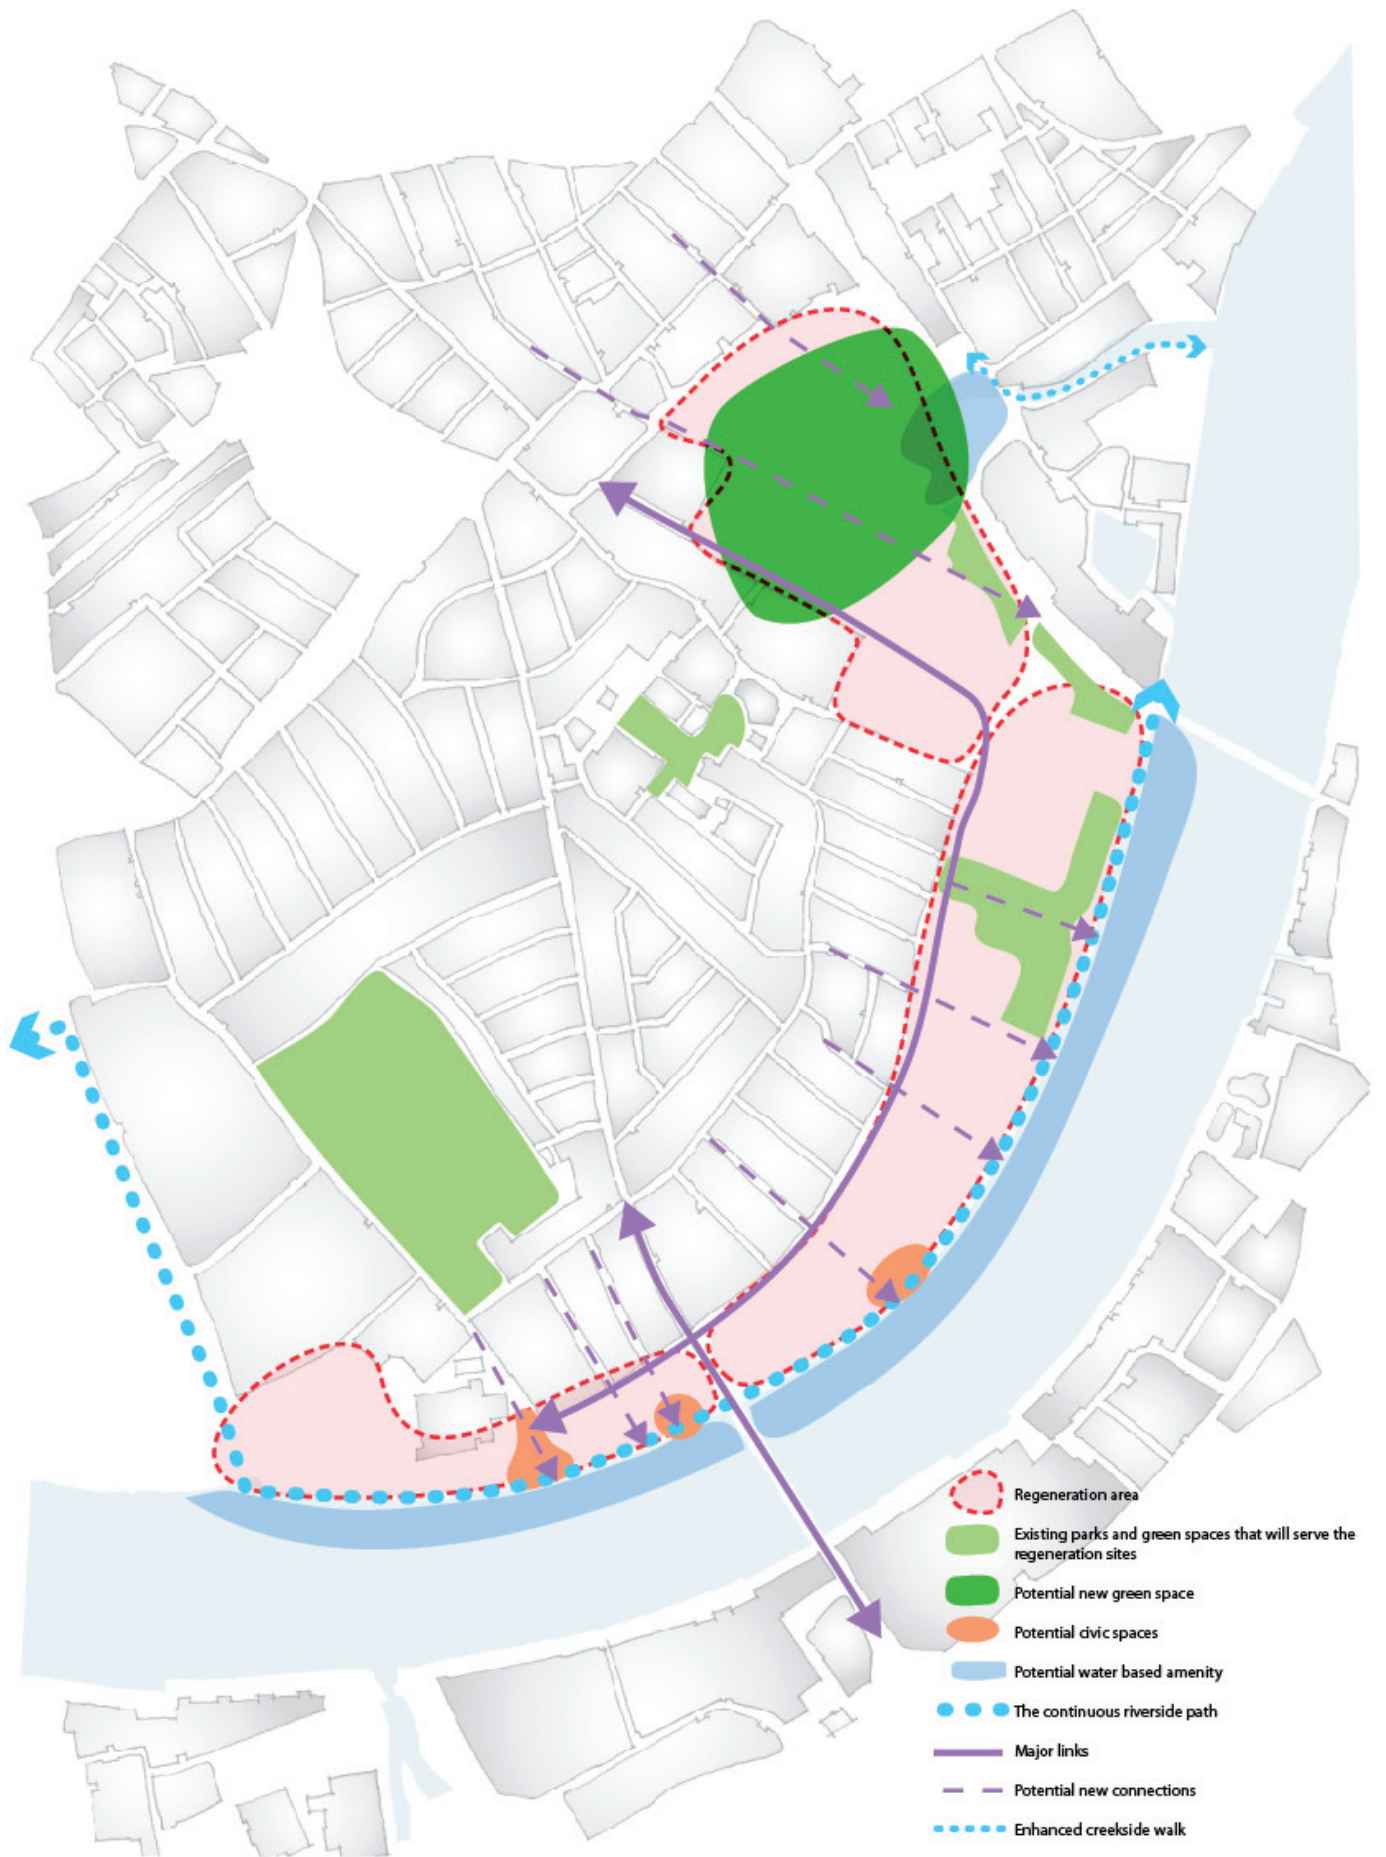 Regeneration area
Existing parks and green spaces that will serve the
regeneration sites
Potential new green space
Potential civic spaces
Potential water based amenity
The continuous riverside path
Major links
Potential new connections
Enhanced creekside walk